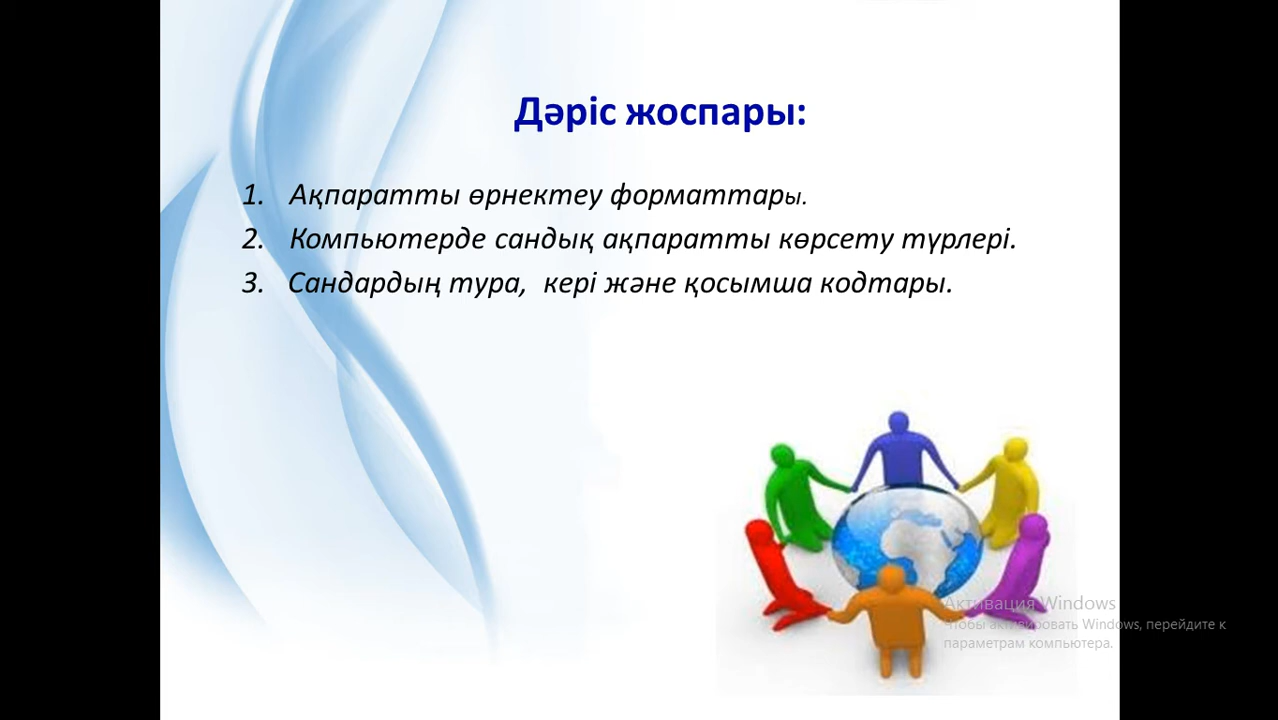 Дәріс жоспары:
1. Ақпаратты өрнектеу форматтары.
2. Компьютерде сандық ақпаратты көрсету түрлері.
3. Сандардың тура, кері және қосымша кодтары.
Активация Windows
Чтобы активировать Windows, перейдите к
параметрам компьютера.